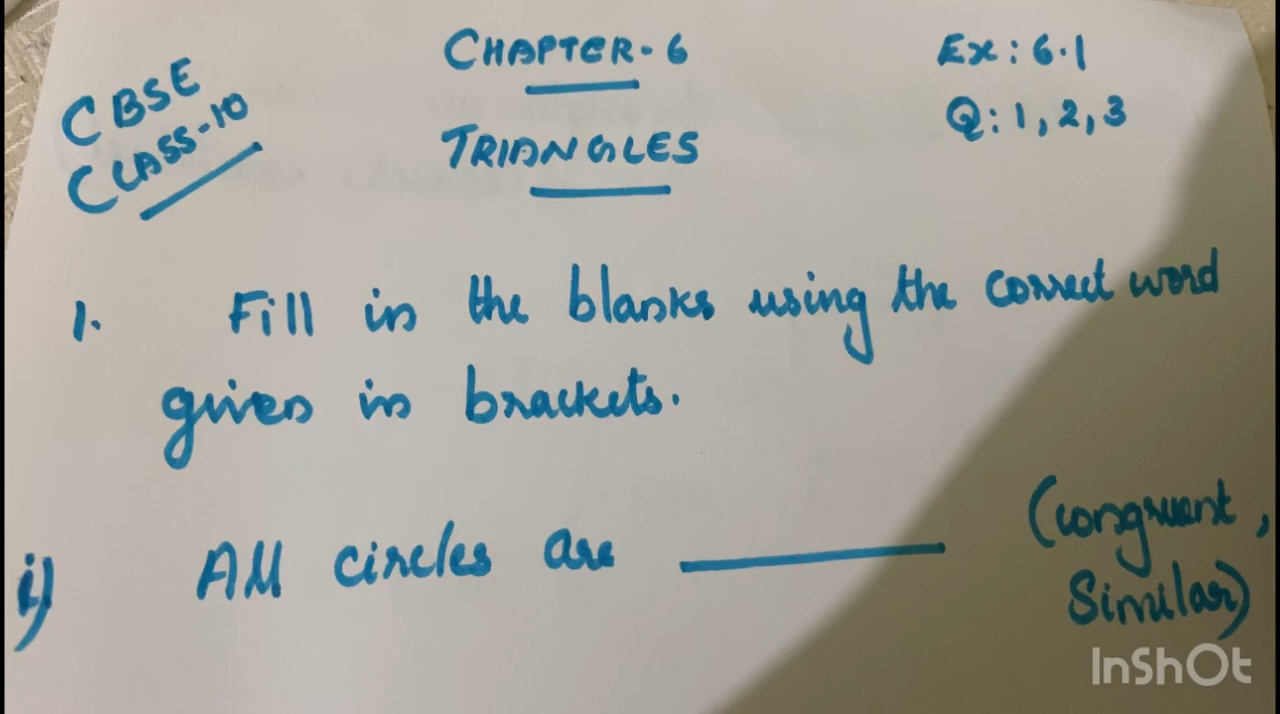 CBSE
CLASS-10
CHAPTER-6
TRIANGLES
Ex: 6.1
Q: 1, 2, 3
1. Fill in the blanks using the correct word
given in brackets.
i) All circles are ________ (congruent,
Similar)
InShOt